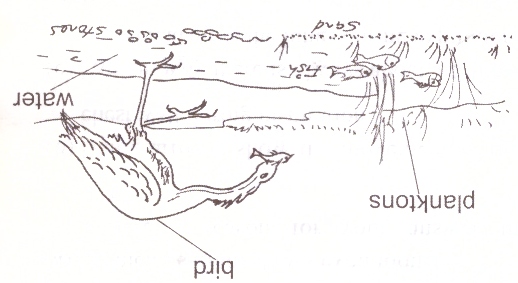 bird
planktons
water
Fish
stones
Sand